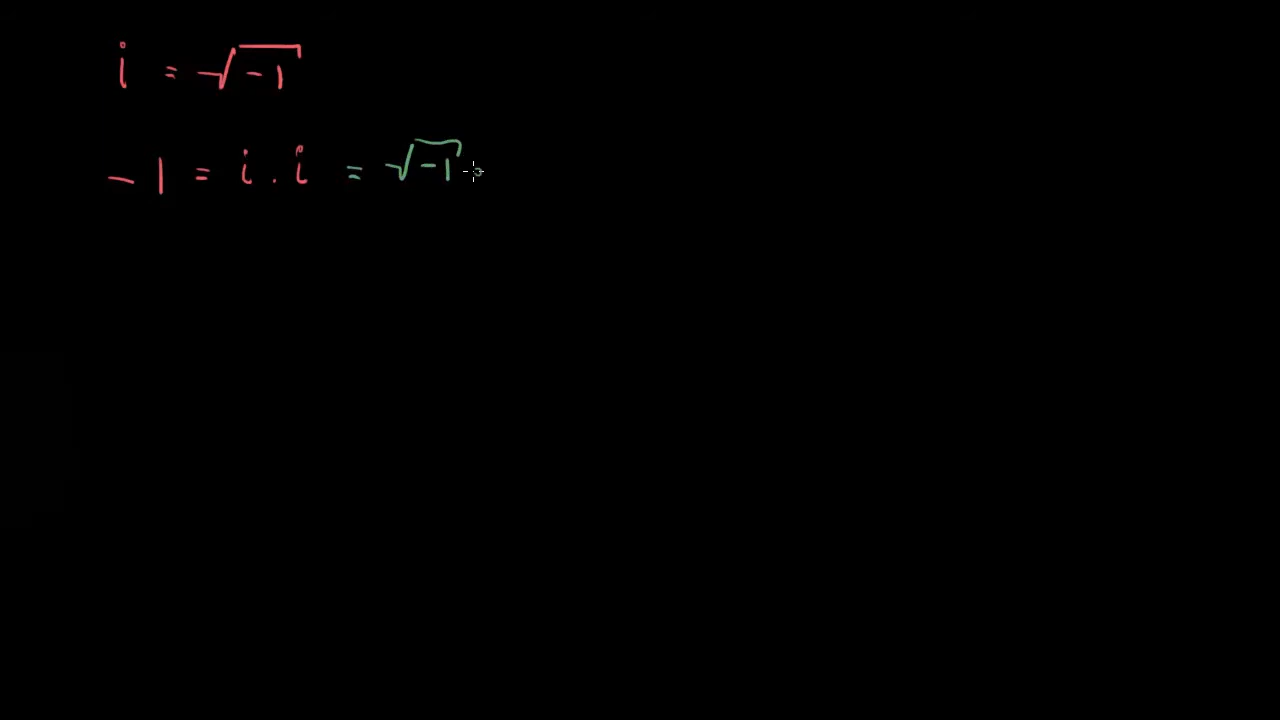 i = √-1
- 1 = i . i = √-1 .